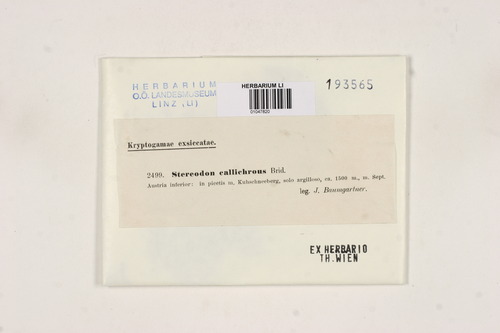 HERBARIUM
O.Ö. LANDESMUSEUM
LINZ (LI)
HERBARIUM LI
01047820
193565
Kryptogamae exsiccatae.
2499. Stereodon callichrous Brid.
Austria inferior: in picetis m. Kuhschneeberg, solo argilloso, ca. 1500 m., m. Sept.
leg. J. Baumgartner.
EX HERBARIO
TH. WIEN